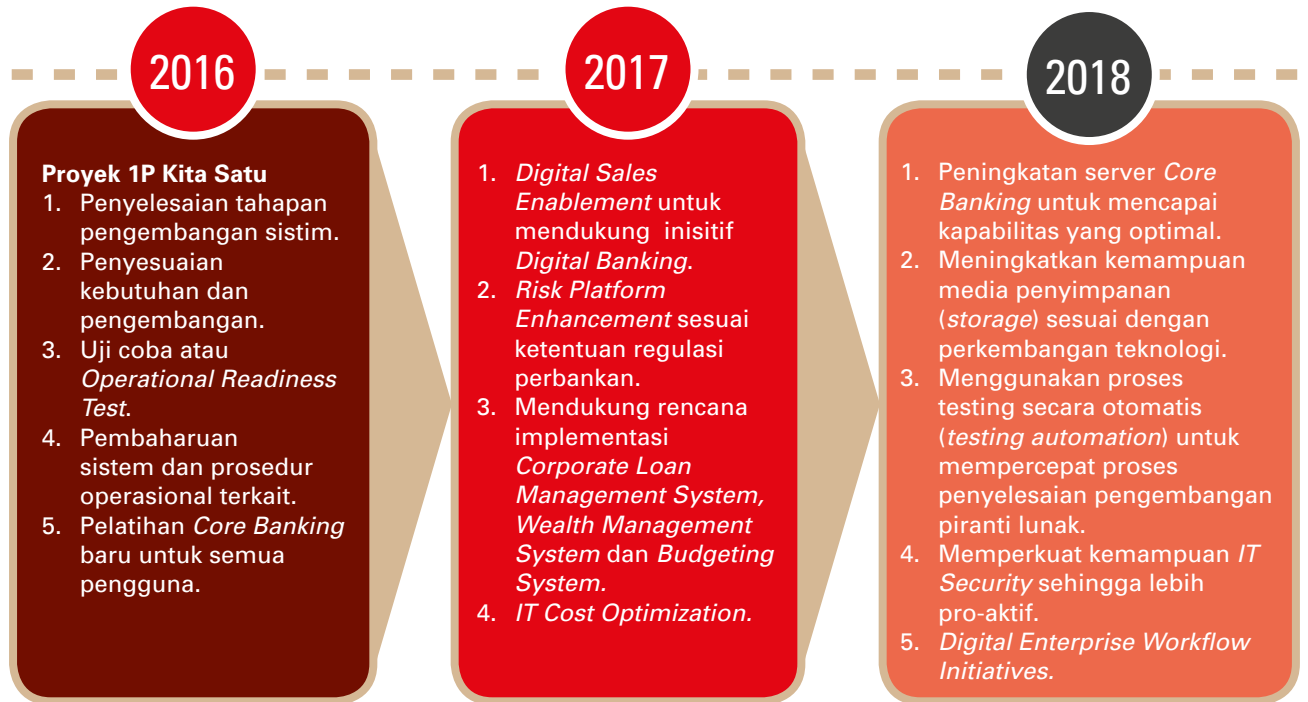 2016
Proyek 1P Kita Satu
1. Penyelesaian tahapan
pengembangan sistim.
2. Penyesuaian
kebutuhan dan
pengembangan.
3. Uji coba atau
Operational Readiness
Test.
4. Pembaharuan
sistem dan prosedur
operasional terkait.
5. Pelatihan Core Banking
baru untuk semua
pengguna.
2017
1. Digital Sales
Enablement untuk
mendukung inisitif
Digital Banking.
2. Risk Platform
Enhancement sesuai
ketentuan regulasi
perbankan.
3. Mendukung rencana
implementasi
Corporate Loan
Management System,
Wealth Management
System dan Budgeting
System.
4. IT Cost Optimization.
2018
1. Peningkatan server Core
Banking untuk mencapai
kapabilitas yang optimal.
2. Meningkatkan kemampuan
media penyimpanan
(storage) sesuai dengan
perkembangan teknologi.
3. Menggunakan proses
testing secara otomatis
(testing automation) untuk
mempercepat proses
penyelesaian pengembangan
piranti lunak.
4. Memperkuat kemampuan IT
Security sehingga lebih
pro-aktif.
5. Digital Enterprise Workflow
Initiatives.